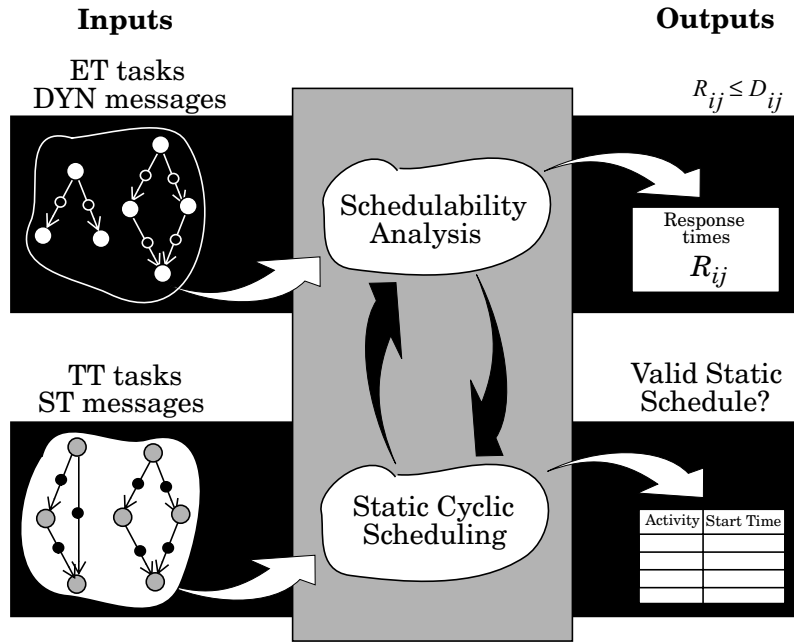 Inputs
Outputs
ET tasks
DYN messages
R_ij ≤ D_ij
Schedulability
Analysis
Response
times
R_ij
TT tasks
ST messages
Valid Static
Schedule?
Static Cyclic
Scheduling
Activity Start Time